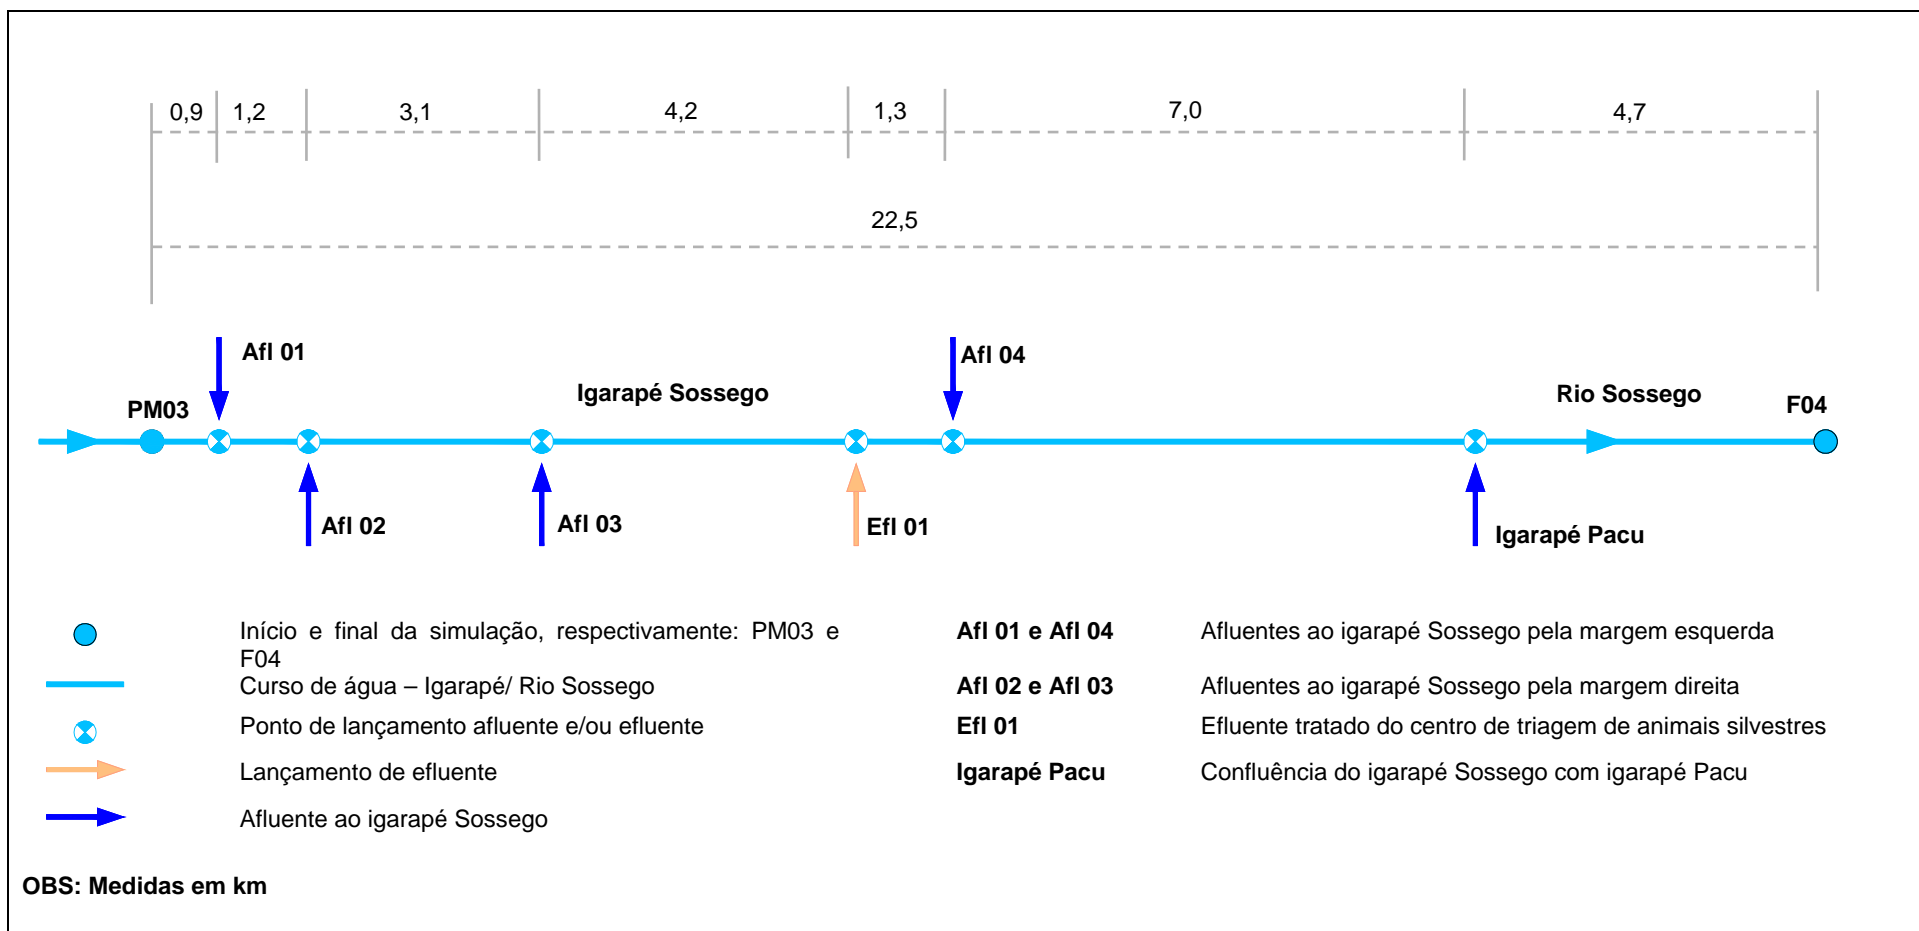 0,9
1,2
3,1
4,2
1,3
7,0
4,7
22,5
Afl 01
Afl 04
Igarapé Sossego
Rio Sossego
PM03
F04
Afl 02
Afl 03
Efl 01
Igarapé Pacu
Início e final da simulação, respectivamente: PM03 e
F04
Curso de água – Igarapé/ Rio Sossego
Ponto de lançamento afluente e/ou efluente
Lançamento de efluente
Afluente ao igarapé Sossego
Afl 01 e Afl 04
Afluentes ao igarapé Sossego pela margem esquerda
Afl 02 e Afl 03
Afluentes ao igarapé Sossego pela margem direita
Efl 01
Efluente tratado do centro de triagem de animais silvestres
Igarapé Pacu
Confluência do igarapé Sossego com igarapé Pacu
OBS: Medidas em km